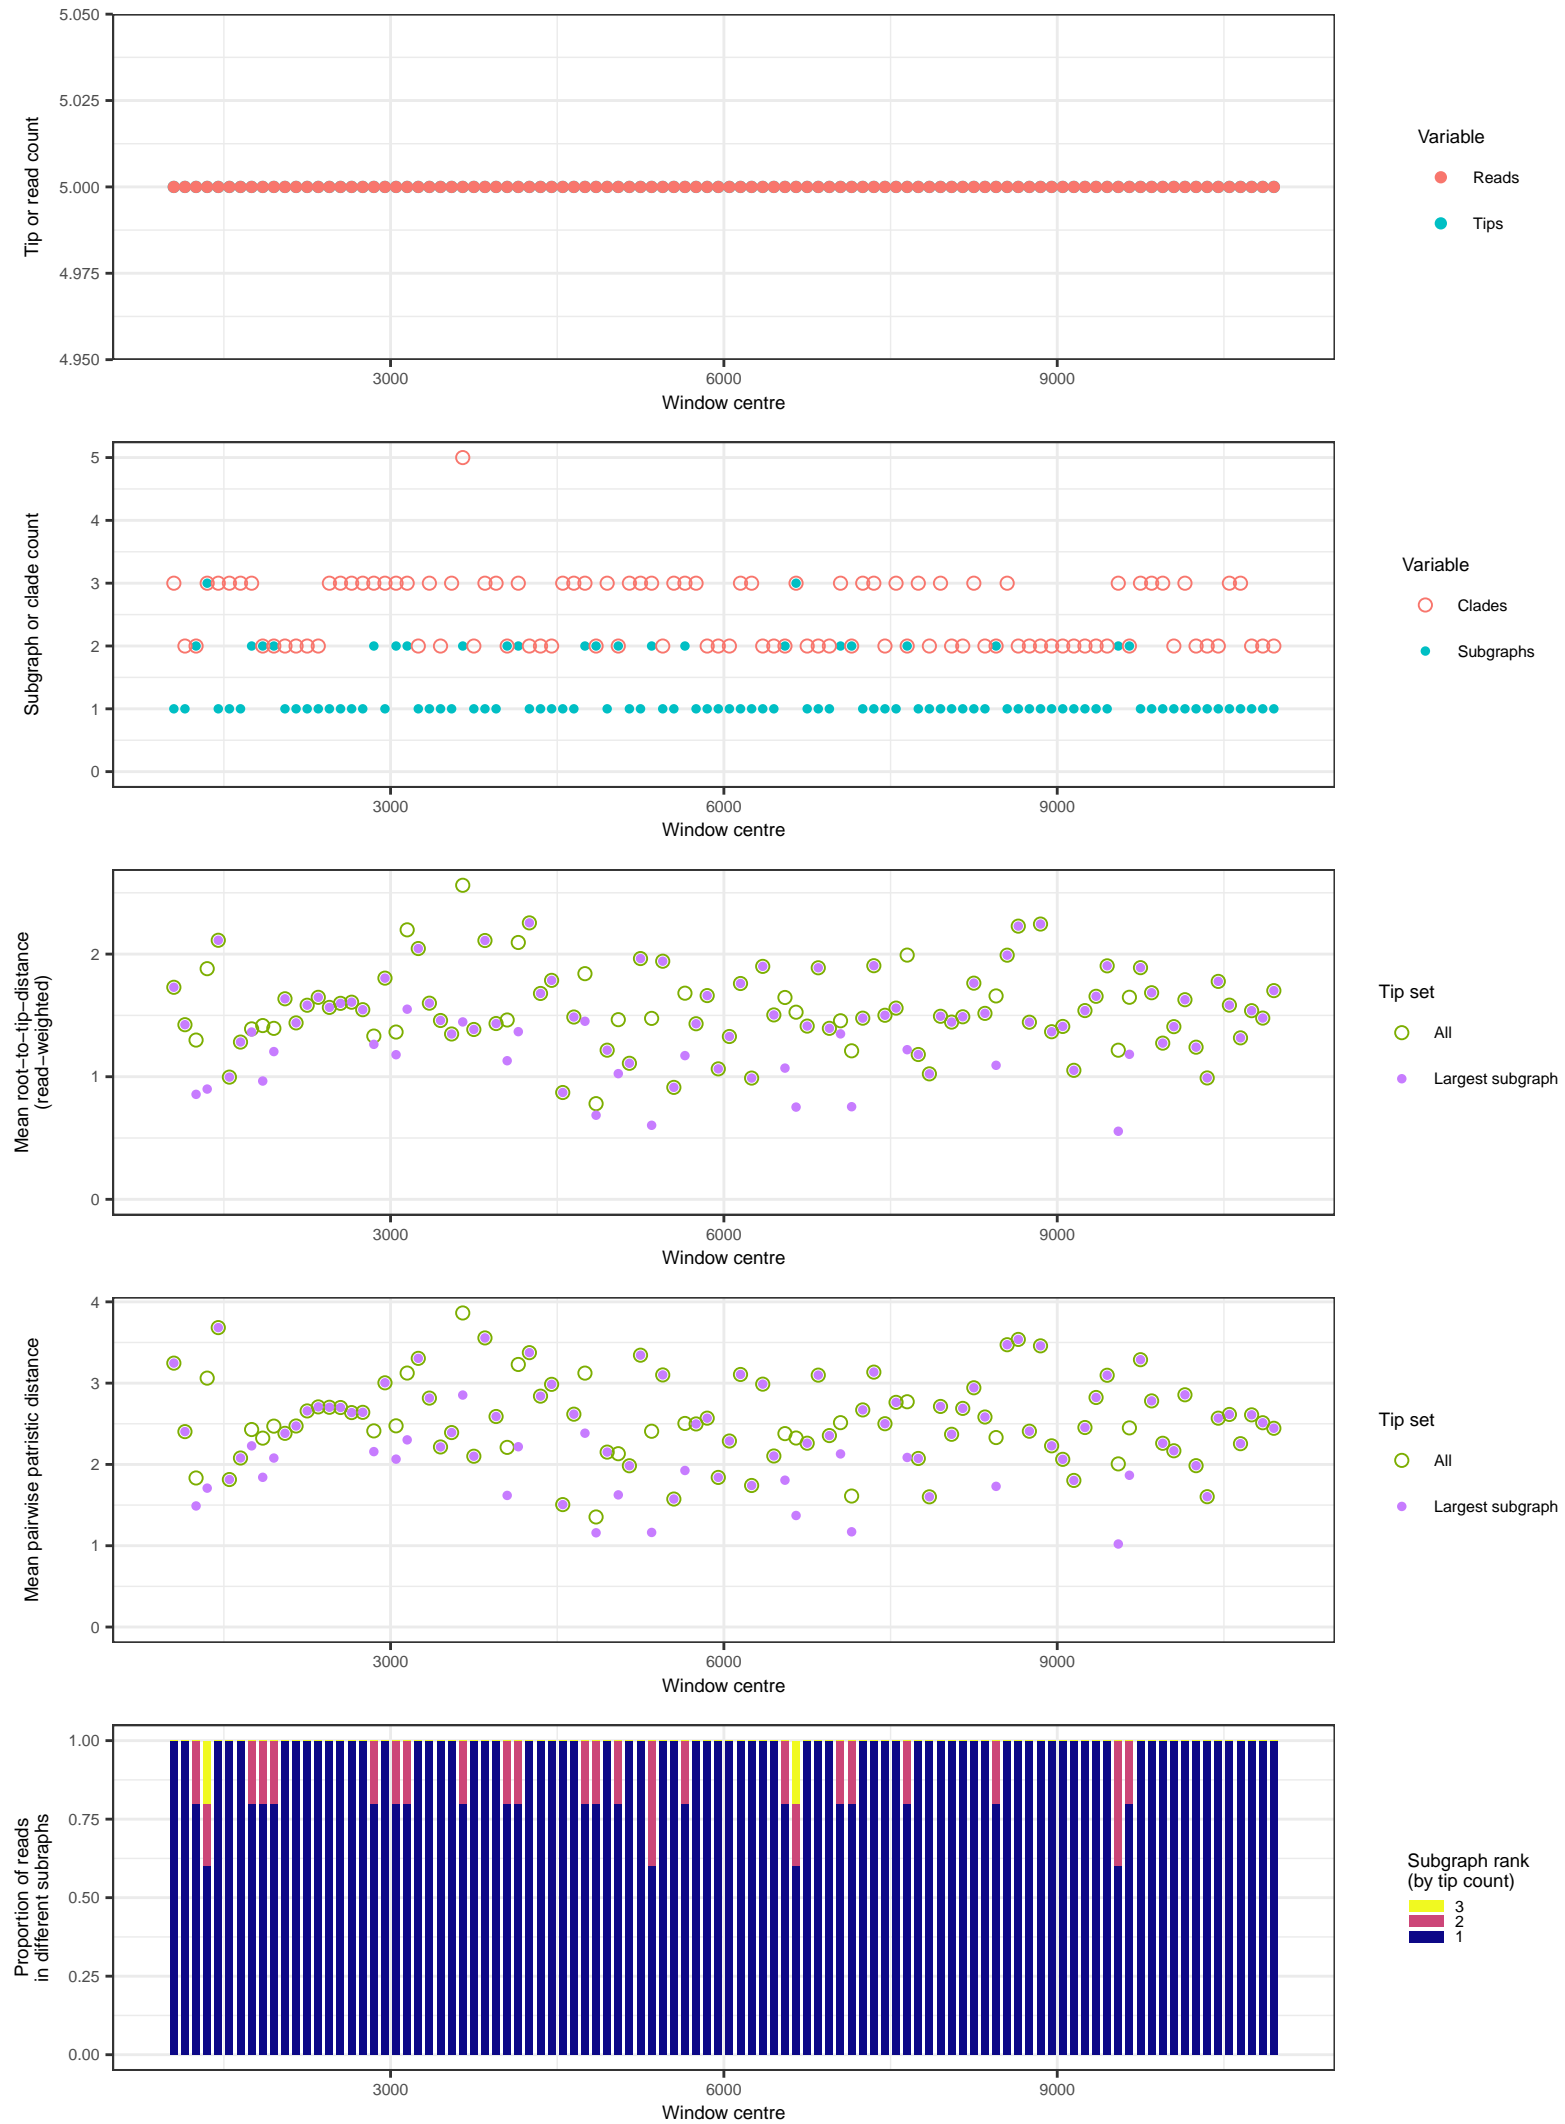 5.050
5.025
5.000
4.975
4.950
Tip or read count
3000
6000
9000
Window centre
Variable
Reads
Tips
5
4
3
2
1
0
Subgraph or clade count
3000
6000
9000
Window centre
Variable
Clades
Subgraphs
2
1
0
Mean root−to−tip−distance
(read−weighted)
3000
6000
9000
Window centre
Tip set
All
Largest subgraph
4
3
2
1
0
Mean pairwise patristic distance
3000
6000
9000
Window centre
Tip set
All
Largest subgraph
1.00
0.75
0.50
0.25
0.00
Proportion of reads
in different subraphs
3000
6000
9000
Window centre
Subgraph rank
(by tip count)
3
2
1